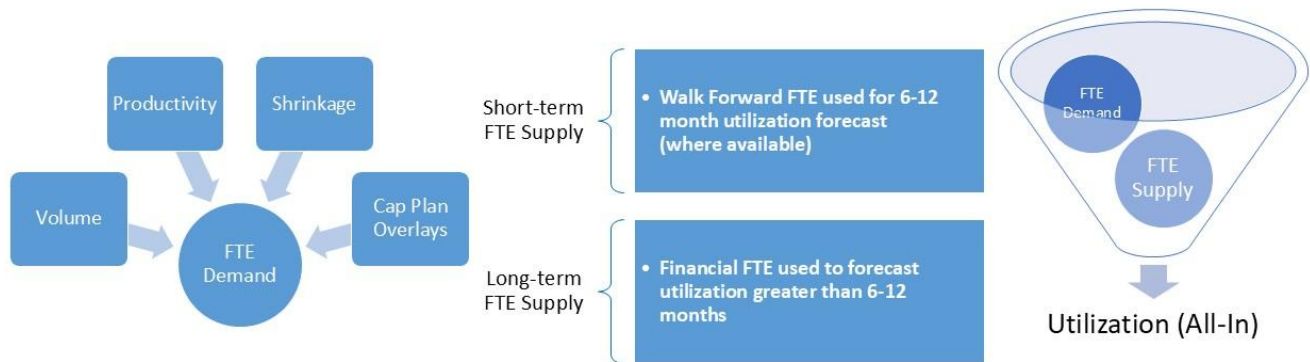 Productivity
Shrinkage
Volume
Cap Plan
Overlays
FTE
Demand
Short-term
FTE Supply
• Walk Forward FTE used for 6-12
month utilization forecast
(where available)
Long-term
FTE Supply
• Financial FTE used to forecast
utilization greater than 6-12
months
FTE
Demand
FTE
Supply
Utilization (All-In)